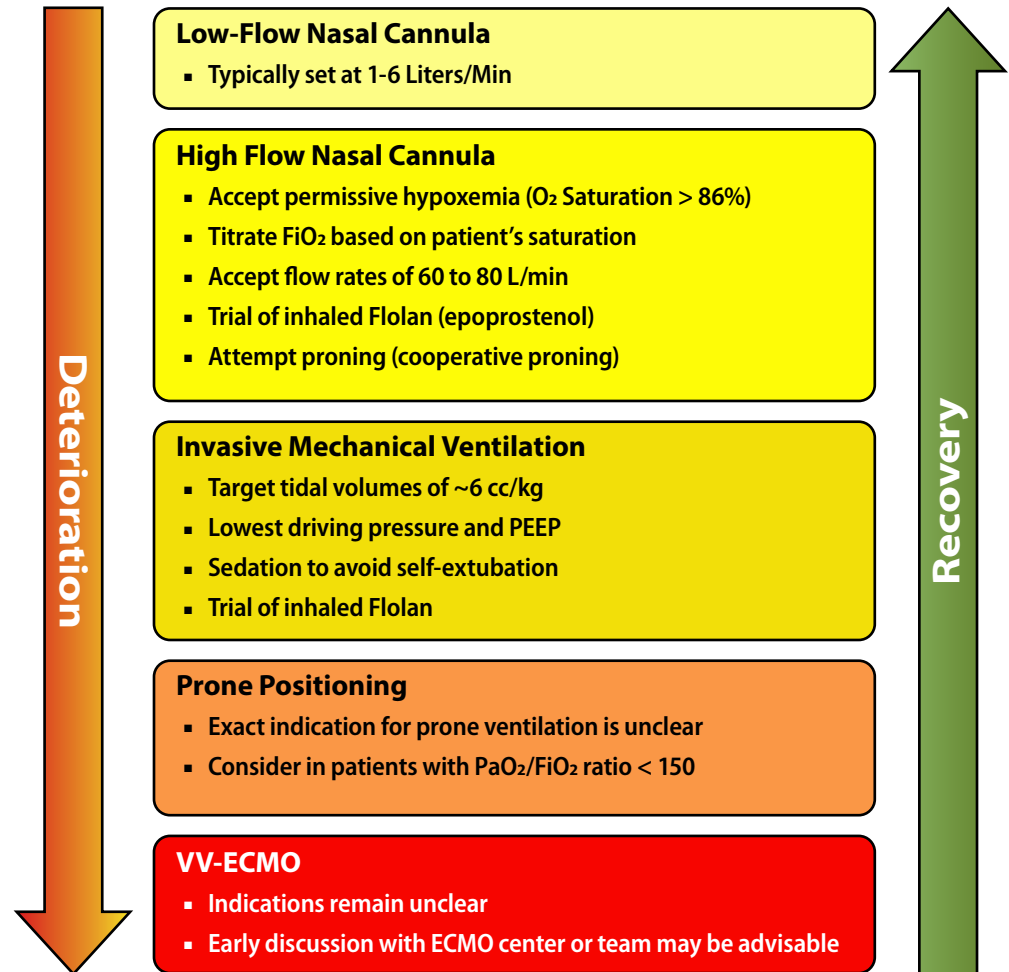 Low-Flow Nasal Cannula
▪ Typically set at 1-6 Liters/Min
High Flow Nasal Cannula
▪ Accept permissive hypoxemia (O₂ Saturation > 86%)
▪ Titrate FiO₂ based on patient's saturation
▪ Accept flow rates of 60 to 80 L/min
▪ Trial of inhaled Flolan (epoprostenol)
▪ Attempt proning (cooperative proning)
Invasive Mechanical Ventilation
▪ Target tidal volumes of ~6 cc/kg
▪ Lowest driving pressure and PEEP
▪ Sedation to avoid self-extubation
▪ Trial of inhaled Flolan
Prone Positioning
▪ Exact indication for prone ventilation is unclear
▪ Consider in patients with PaO₂/FiO₂ ratio < 150
VV-ECMO
▪ Indications remain unclear
▪ Early discussion with ECMO center or team may be advisable
Deterioration
Recovery